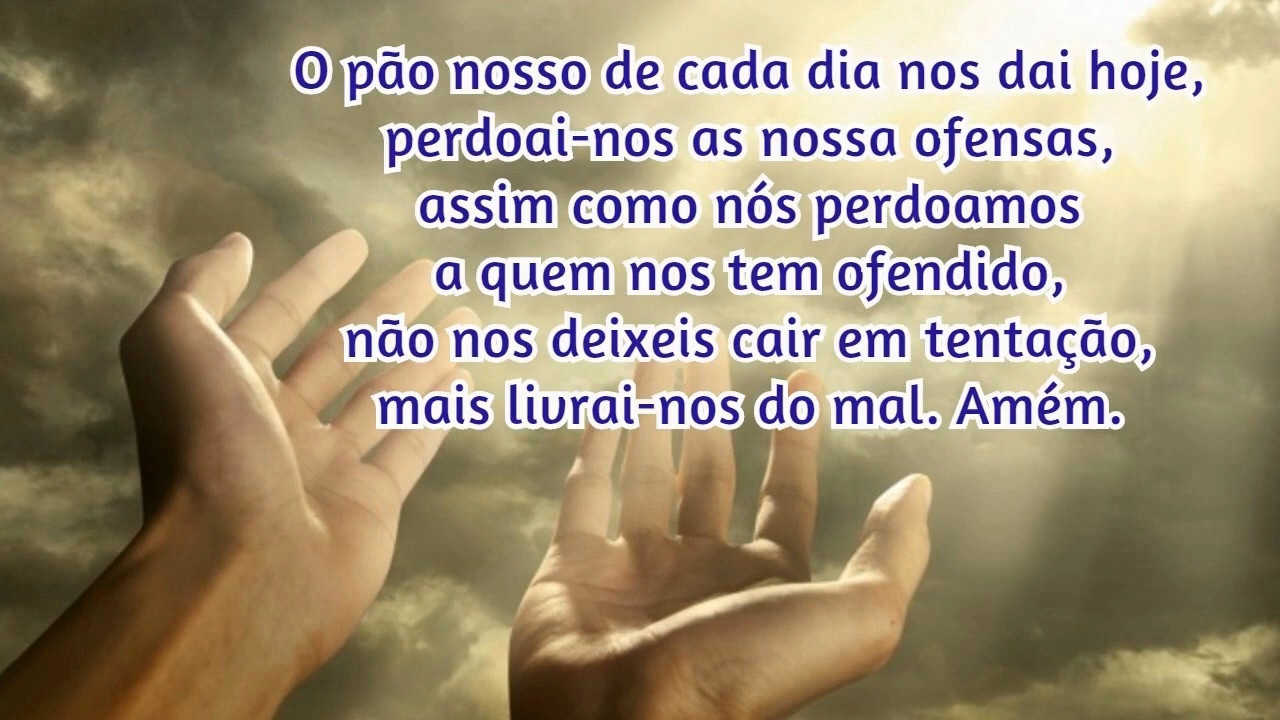 O pão nosso de cada dia nos dai hoje,
perdoai-nos as nossa ofensas,
assim como nós perdoamos
a quem nos tem ofendido,
não nos deixeis cair em tentação,
mais livrai-nos do mal. Amém.